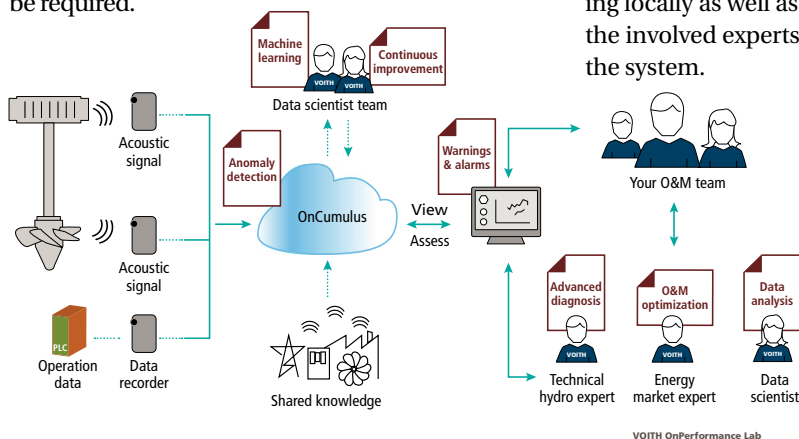 be required.
ing locally as well as
the involved experts
the system.
Machine
learning
VOITH
VOITH
Continuous
improvement
Data scientist team
Acoustic
signal
Anomaly
detection
OnCumulus
View
Assess
Warnings
& alarms
Your O&M team
Acoustic
signal
PLC
Operation
data
Data
recorder
Shared knowledge
Advanced
diagnosis
VOITH
Technical
hydro expert
O&M
optimization
VOITH
Energy
market expert
Data
analysis
VOITH
Data
scientist
VOITH OnPerformance Lab